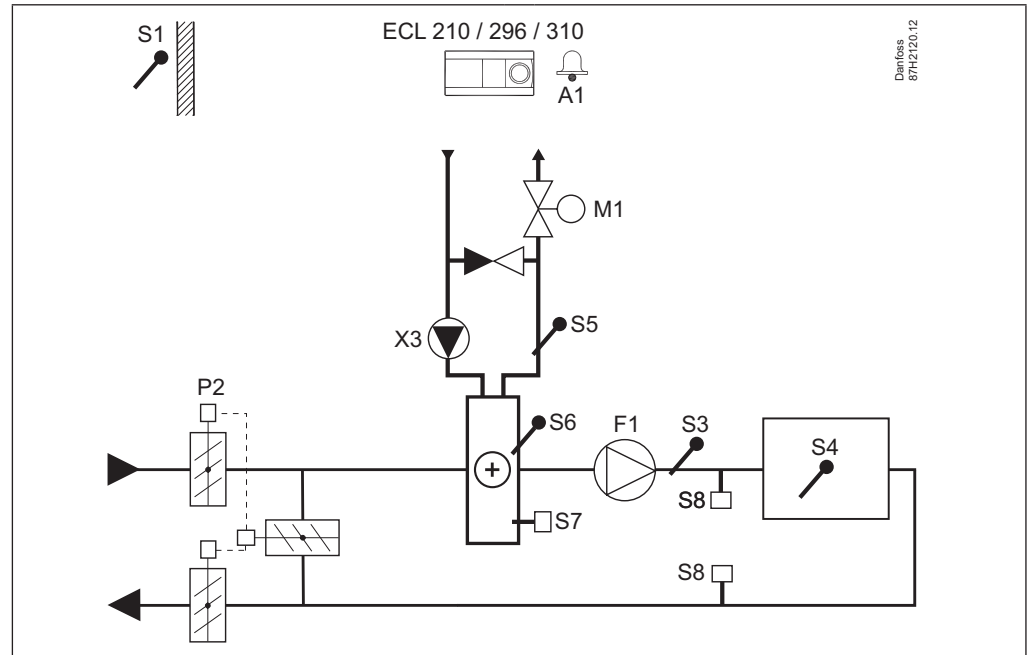 S1
ECL 210 / 296 / 310
A1
Danfoss
87H2120.12
M1
S5
X3
P2
S6
F1
S3
S4
S8
S7
S8